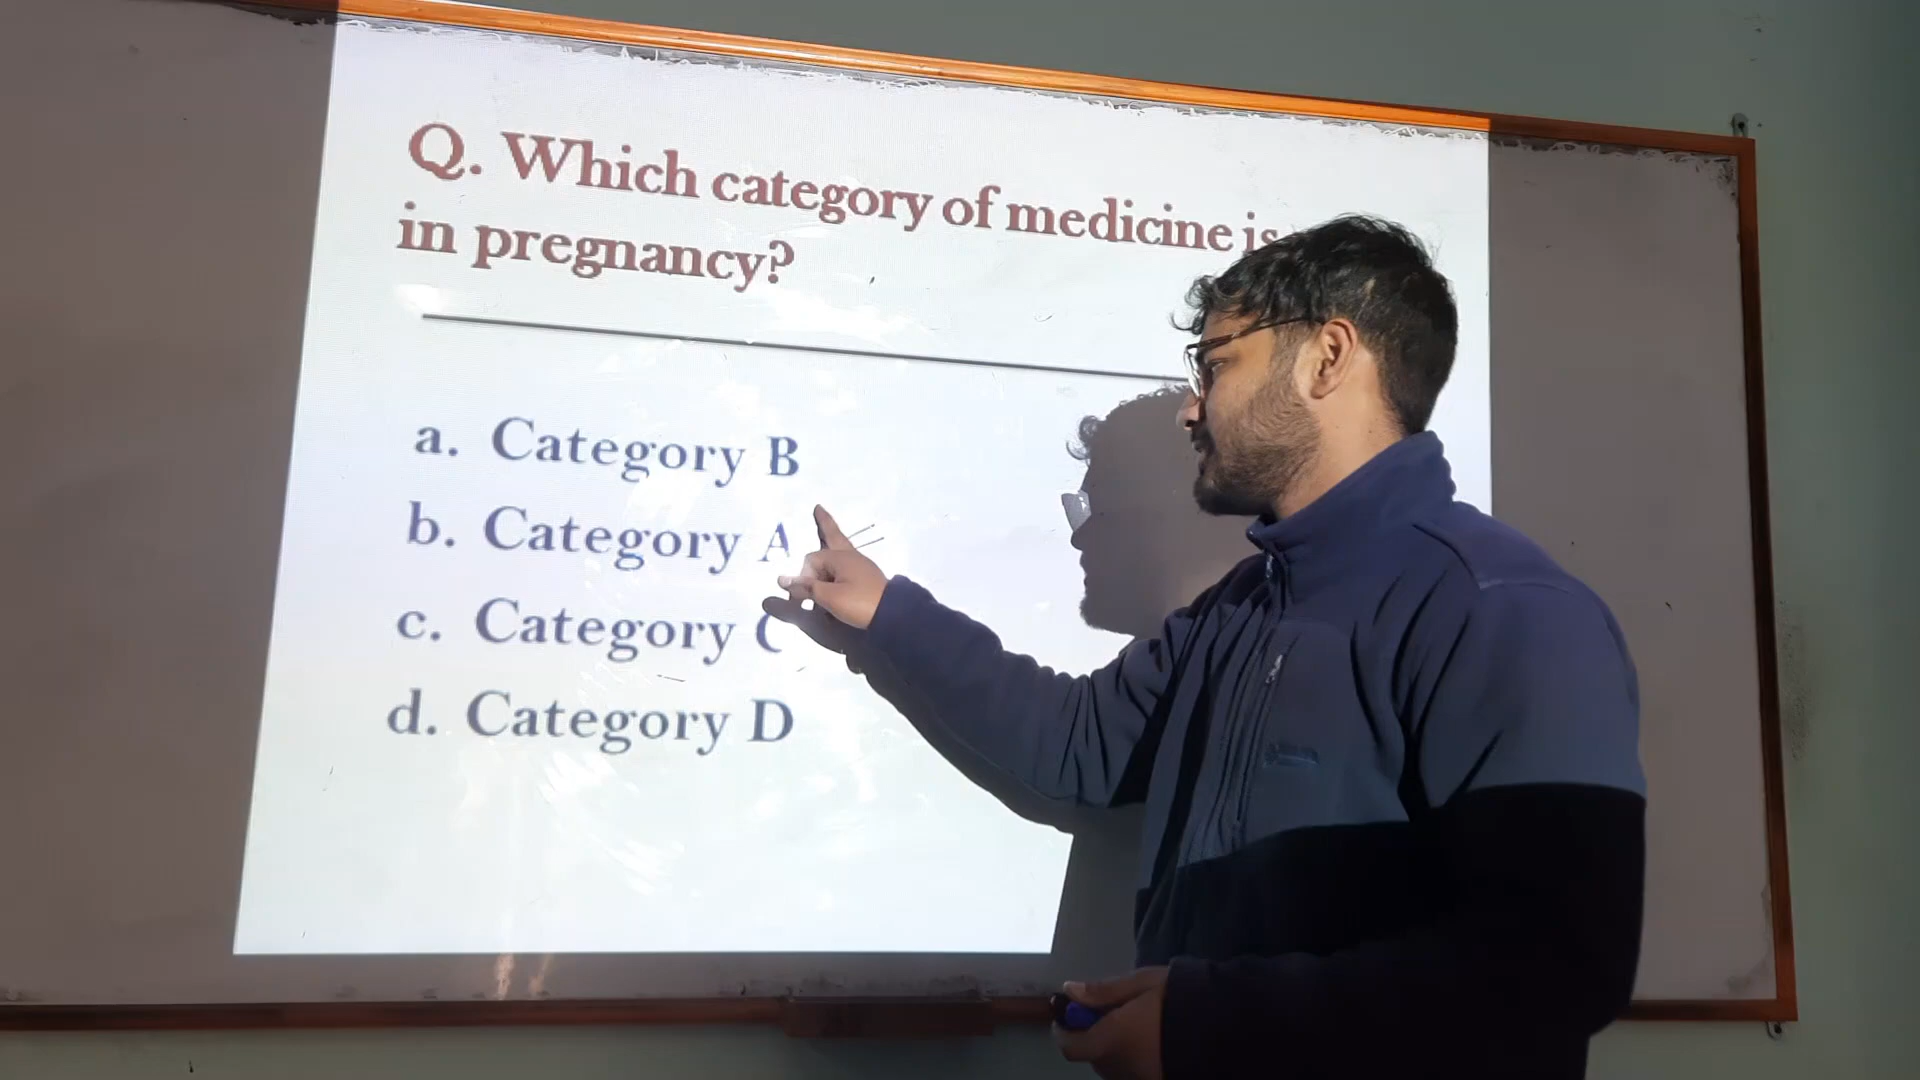 Q. Which category of medicine is
in pregnancy?
a. Category B
b. Category A
c. Category C
d. Category D